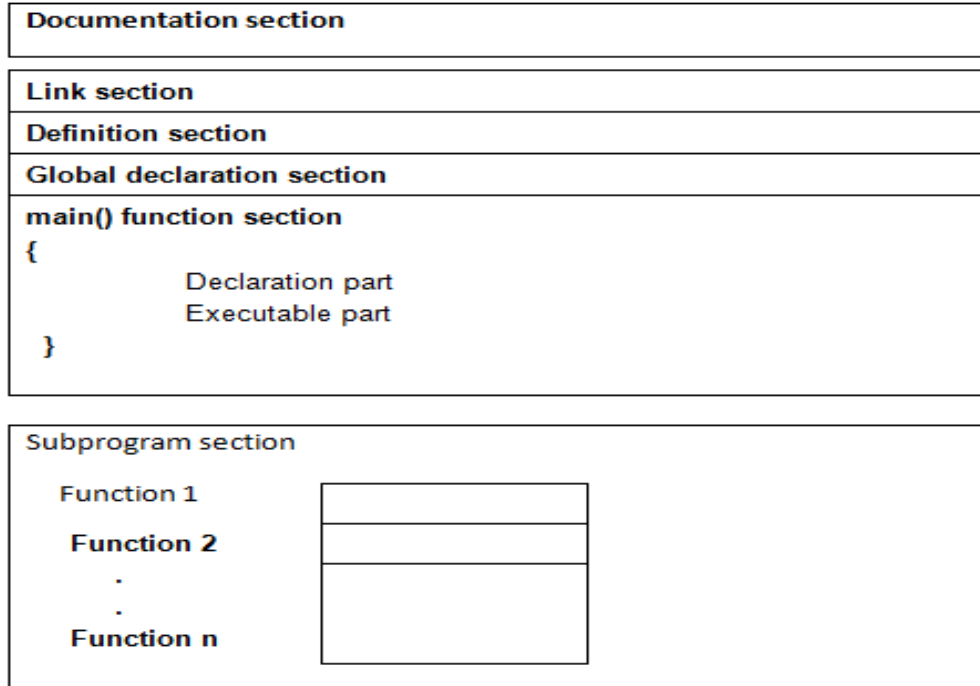 Documentation section
Link section
Definition section
Global declaration section
main() function section
{
Declaration part
Executable part
}
Subprogram section
Function 1
Function 2
.
.
Function n